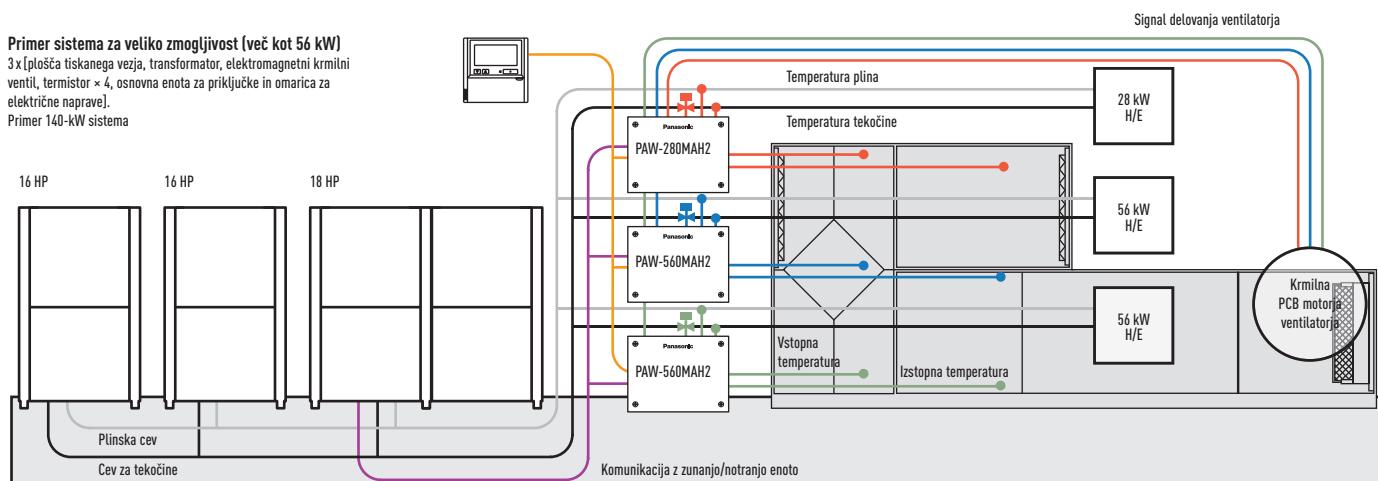 Primer sistema za veliko zmogljivost (več kot 56 kW)
3 x [plošča tiskanega vezja, transformator, elektromagnetni krmilni
ventil, termistor × 4, osnovna enota za priključke in omarica za
električne naprave].
Primer 140-kW sistema
Signal delovanja ventilatorja
Temperatura plina
Temperatura tekočine
28 kW
H/E
Panasonic
PAW-280MAH2
16 HP
16 HP
18 HP
56 kW
H/E
Panasonic
PAW-560MAH2
Krmilna
PCB motorja
ventilatorja
56 kW
H/E
Panasonic
PAW-560MAH2
Vstopna
temperatura
Izstopna temperatura
Plinska cev
Cev za tekočine
Komunikacija z zunanjo/notranjo enoto